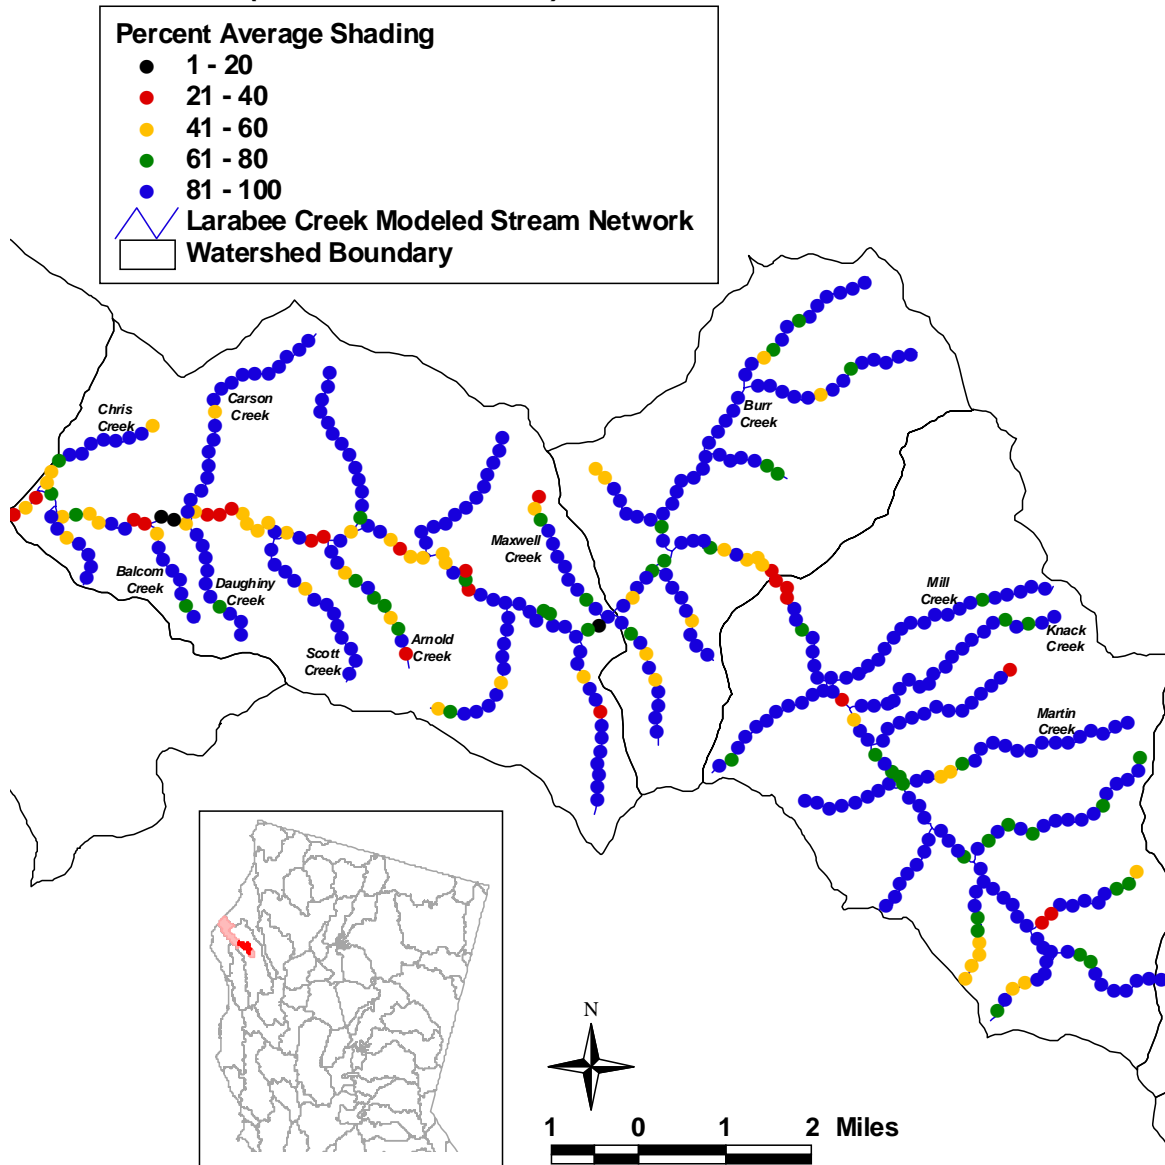 Percent Average Shading
1 - 20
21 - 40
41 - 60
61 - 80
81 - 100
Larabee Creek Modeled Stream Network
Watershed Boundary
Chris
Creek
Carson
Creek
Burr
Creek
Maxwell
Creek
Balcom
Creek
Daughiny
Creek
Scott
Creek
Arnold
Creek
Mill
Creek
Knack
Creek
Martin
Creek
N
1 0 1 2 Miles